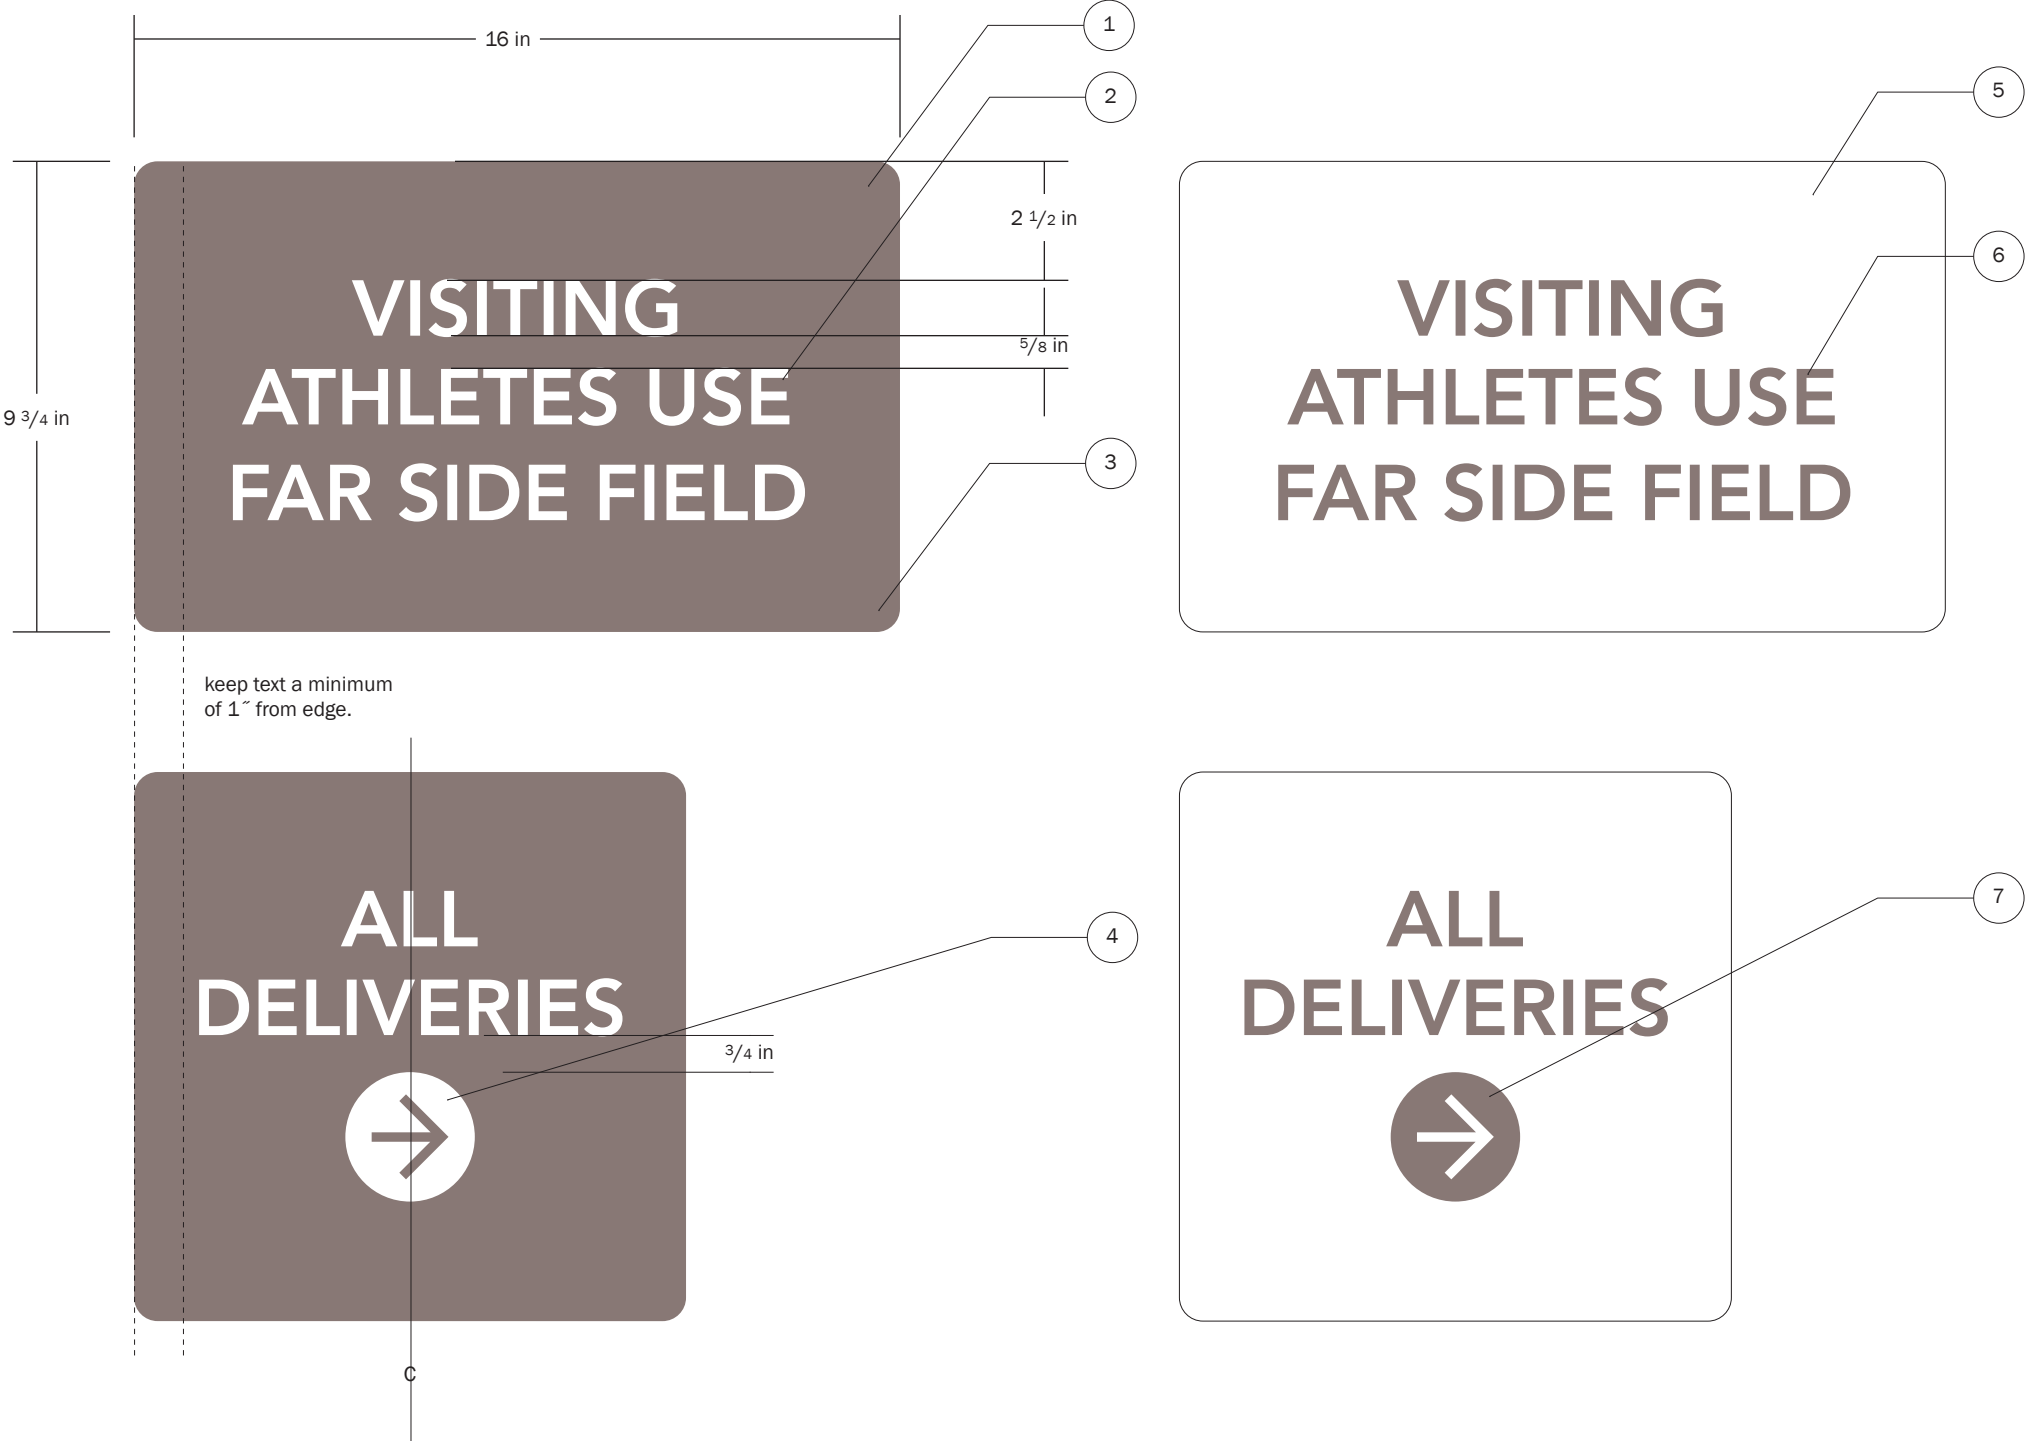 16 in
1
2
5
2 1/2 in
6
VISITING
ATHLETES USE
FAR SIDE FIELD
5/8 in
9 3/4 in
3
VISITING
ATHLETES USE
FAR SIDE FIELD
keep text a minimum
of 1˝ from edge.
ALL
DELIVERIES
4
3/4 in
ALL
DELIVERIES
7
C